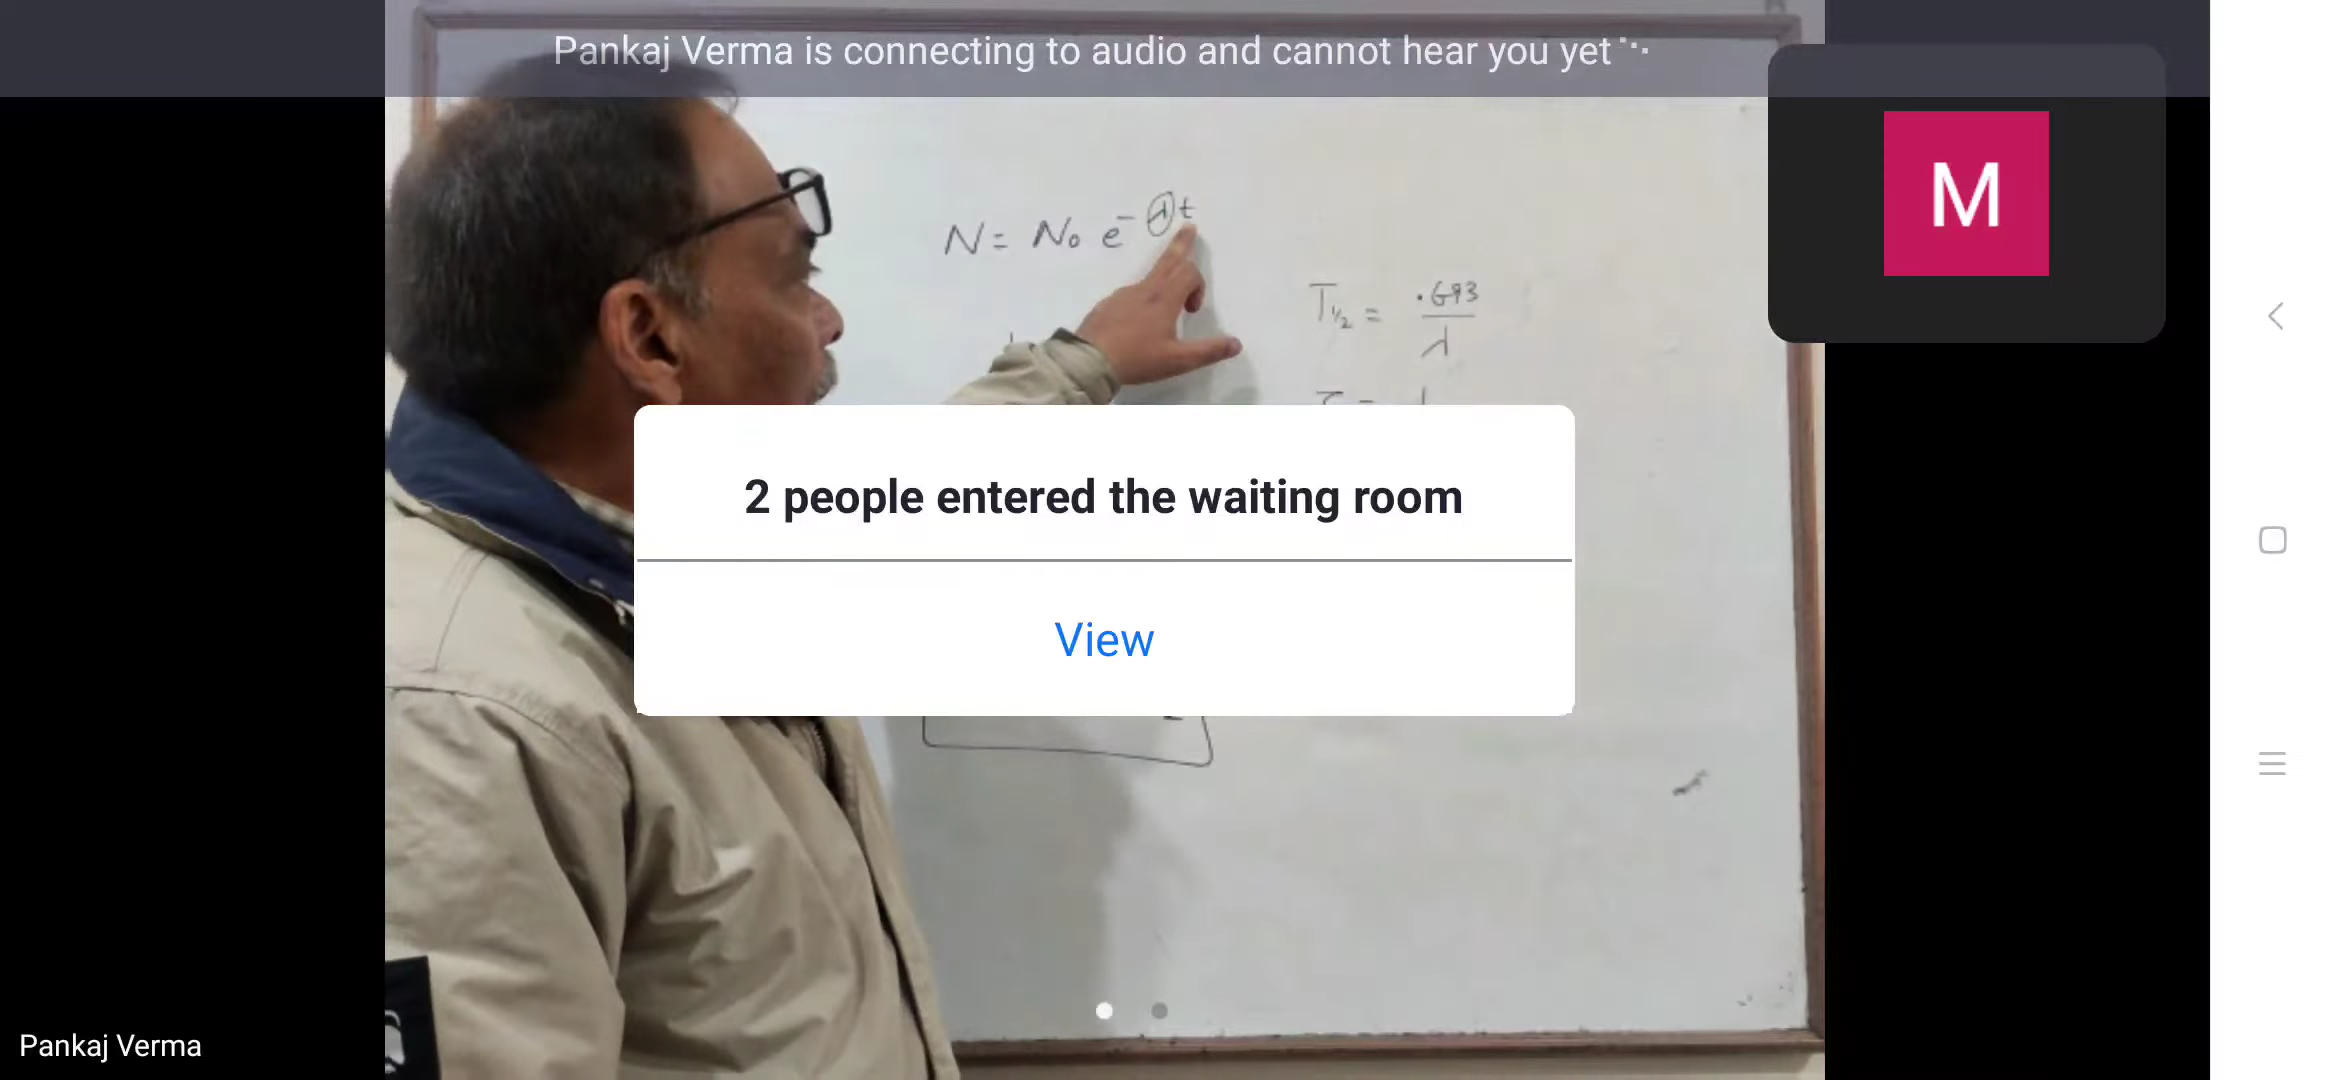 Pankaj Verma is connecting to audio and cannot hear you yet
M
N = N₀ e^-λt
T½ = .693/λ
2 people entered the waiting room
View
Pankaj Verma